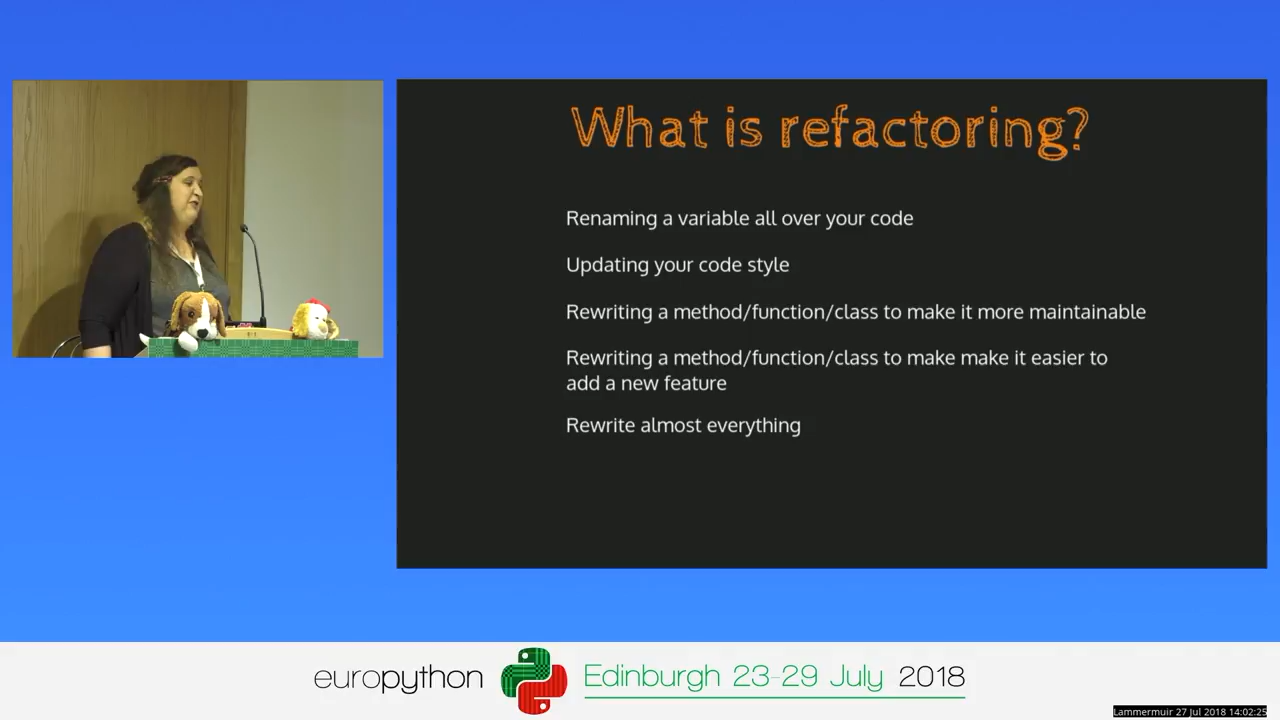 What is refactoring?
Renaming a variable all over your code
Updating your code style
Rewriting a method/function/class to make it more maintainable
Rewriting a method/function/class to make make it easier to
add a new feature
Rewrite almost everything
europython
Edinburgh 23-29 July 2018
Lammermuir 27 Jul 2018 14:02:25